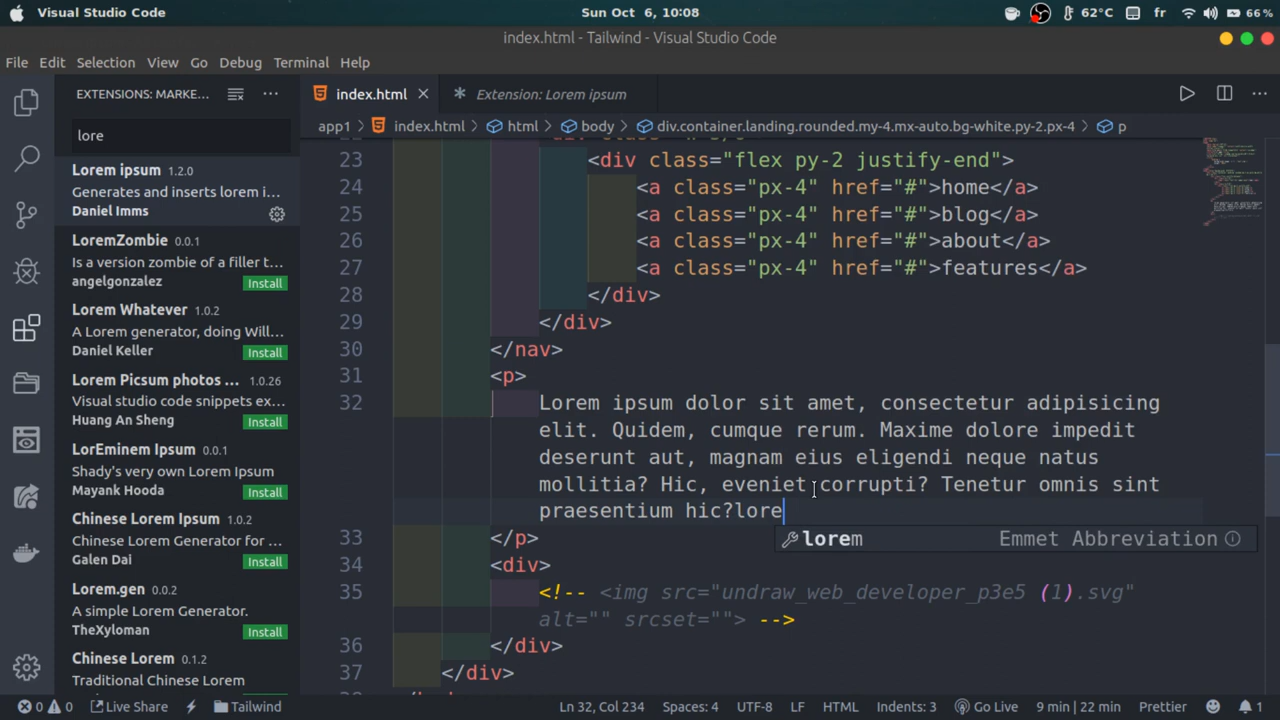 Visual Studio Code
Sun Oct 6, 10:08
62°C
fr
66 %
index.html - Tailwind - Visual Studio Code
File Edit Selection View Go Debug Terminal Help
EXTENSIONS: MARKE...
index.html
Extension: Lorem ipsum
lore
app1 > index.html > html > body > div.container.landing.rounded.my-4.mx-auto.bg-white.py-2.px-4 > p
Lorem ipsum 1.2.0
Generates and inserts lorem i...
Daniel Imms
LoremZombie 0.0.1
Is a version zombie of a filler t...
angelgonzalez Install
Lorem Whatever 1.0.2
A Lorem generator, doing Will...
Daniel Keller Install
Lorem Picsum photos ... 1.0.26
Visual studio code snippets ex...
Huang An Sheng Install
LorEminem Ipsum 0.0.1
Shady's very own Lorem Ipsum
Mayank Hooda Install
Chinese Lorem Ipsum 1.0.2
Chinese Lorem Generator for ...
Galen Dai Install
Lorem.gen 0.0.2
A simple Lorem Generator.
TheXyloman Install
Chinese Lorem 0.1.2
Traditional Chinese Lorem
23 <div class="flex py-2 justify-end">
24 <a class="px-4" href="#">home</a>
25 <a class="px-4" href="#">blog</a>
26 <a class="px-4" href="#">about</a>
27 <a class="px-4" href="#">features</a>
28 </div>
29 </div>
30 </nav>
31 <p>
32 Lorem ipsum dolor sit amet, consectetur adipisicing
elit. Quidem, cumque rerum. Maxime dolore impedit
deserunt aut, magnam eius eligendi neque natus
mollitia? Hic, eveniet corrupti? Tenetur omnis sint
praesentium hic?lore
lorem Emmet Abbreviation
33 </p>
34 <div>
35 <!-- <img src="undraw_web_developer_p3e5 (1).svg"
alt="" srcset=""> -->
36 </div>
37 </div>
0 0 Live Share Tailwind Ln 32, Col 234 Spaces: 4 UTF-8 LF HTML Indents: 3 Go Live 9 min | 22 min Prettier 1